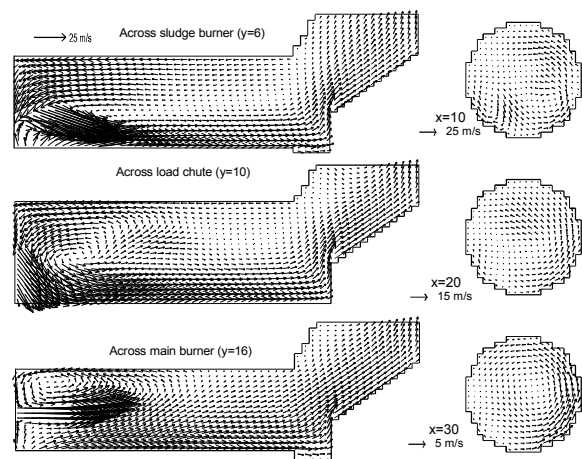 25 m/s
Across sludge burner (y=6)
x=10
25 m/s
Across load chute (y=10)
x=20
15 m/s
Across main burner (y=16)
x=30
5 m/s